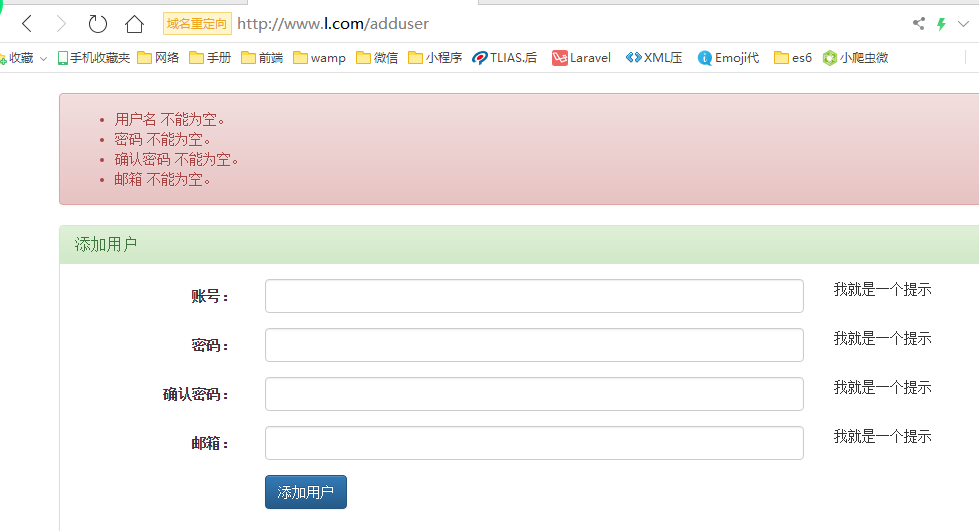 域名重定向 http://www.l.com/adduser
收藏 手机收藏夹 网络 手册 前端 wamp 微信 小程序 TLIAS.后 Laravel XML压 Emoji代 es6 小爬虫微
• 用户名 不能为空。
• 密码 不能为空。
• 确认密码 不能为空。
• 邮箱 不能为空。
添加用户
账号： 我就是一个提示
密码： 我就是一个提示
确认密码： 我就是一个提示
邮箱： 我就是一个提示
添加用户